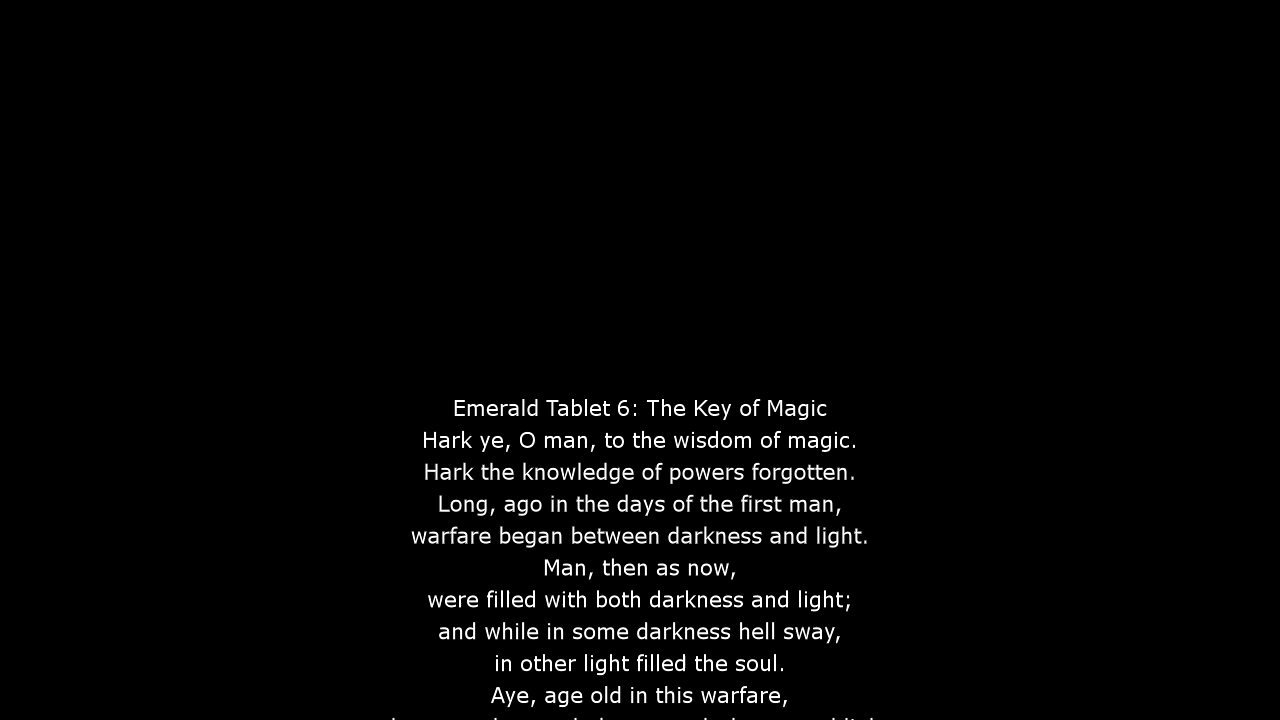 Emerald Tablet 6: The Key of Magic
Hark ye, O man, to the wisdom of magic.
Hark the knowledge of powers forgotten.
Long, ago in the days of the first man,
warfare began between darkness and light.
Man, then as now,
were filled with both darkness and light;
and while in some darkness hell sway,
in other light filled the soul.
Aye, age old in this warfare,